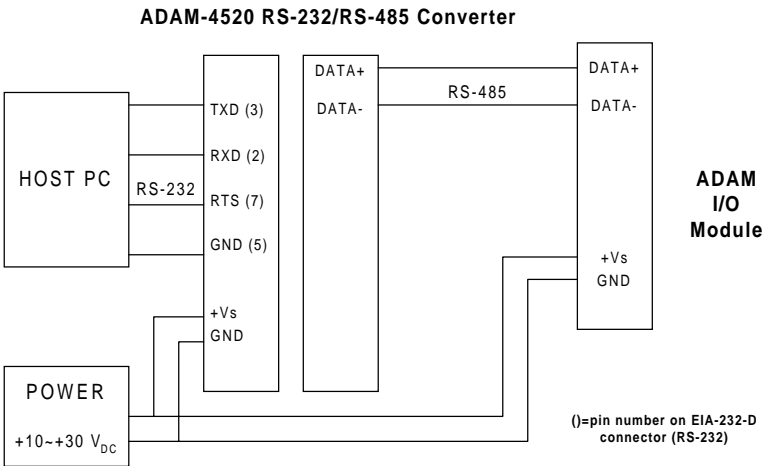 ADAM-4520 RS-232/RS-485 Converter
HOST PC
RS-232
TXD (3)
RXD (2)
RTS (7)
GND (5)
+Vs
GND
DATA+
DATA-
RS-485
DATA+
DATA-
+Vs
GND
ADAM
I/O
Module
POWER
+10~+30 VDC
()=pin number on EIA-232-D
connector (RS-232)